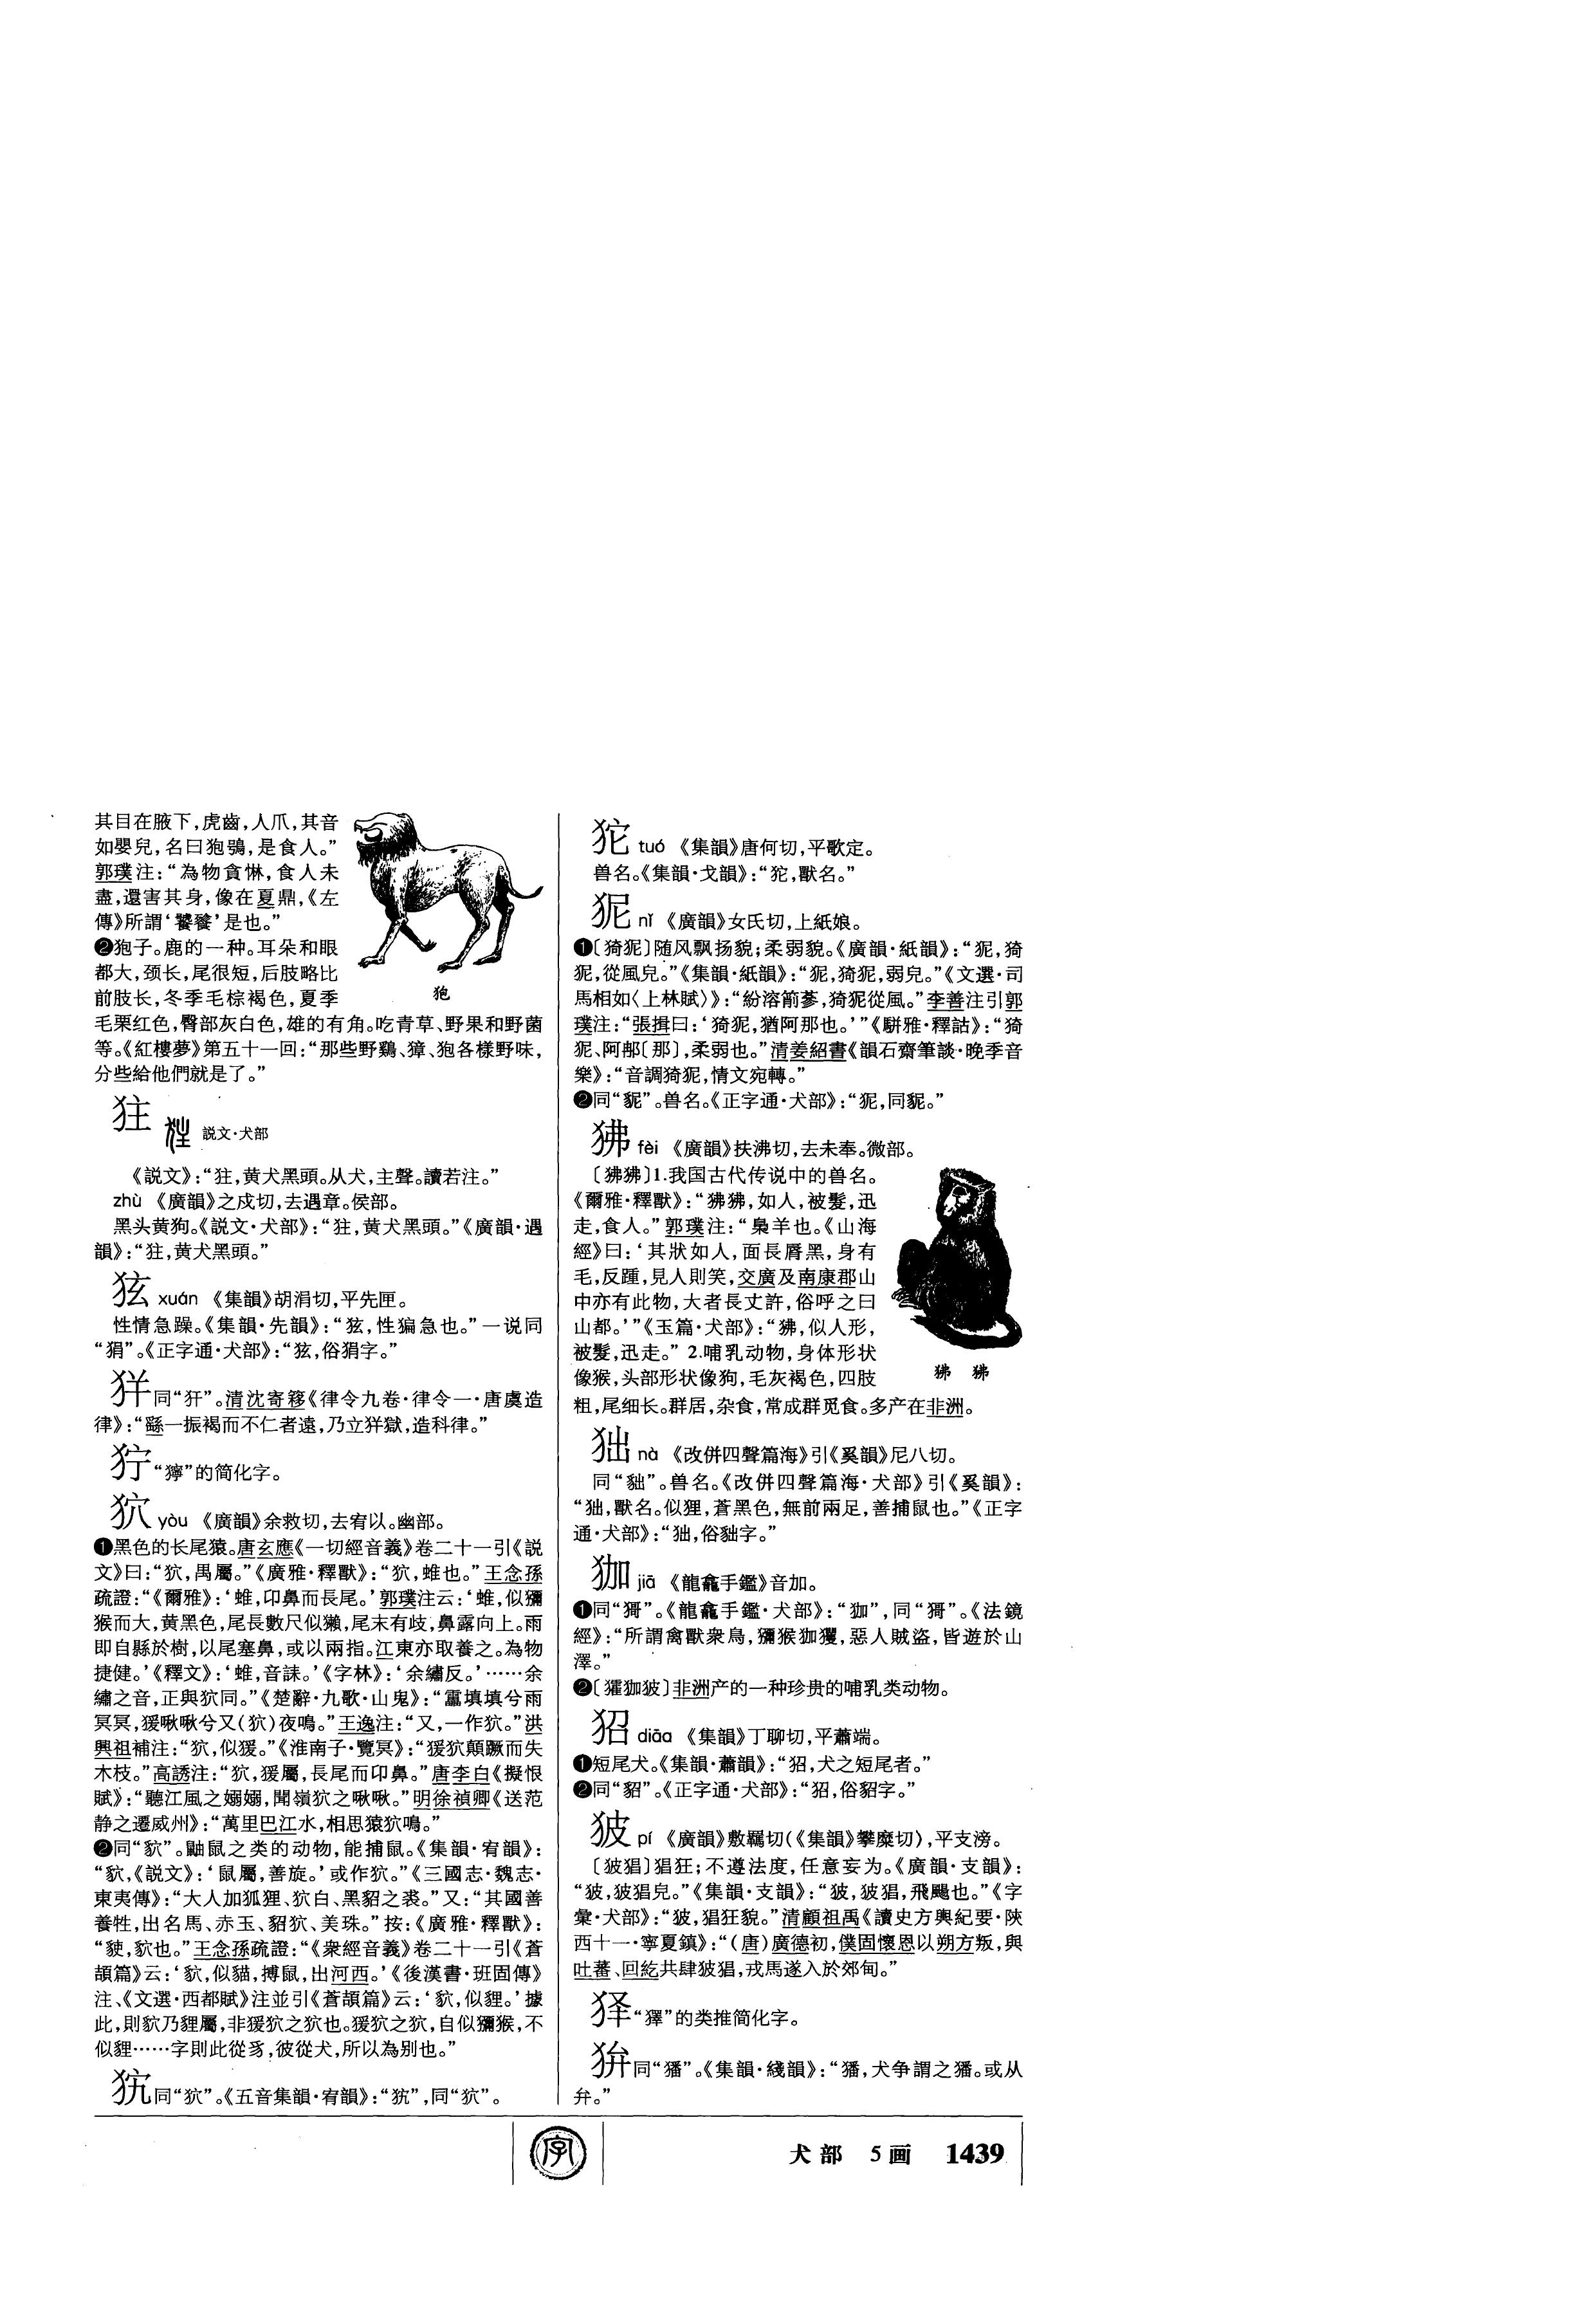 其目在腋下,虎齒,人爪,其音
如嬰兒,名曰狍鴞,是食人。”
郭璞注:“為物貪惏,食人未
盡,還害其身,像在夏鼎,《左
傳》所謂‘饕餮’是也。”
❷狍子。鹿的一种。耳朵和眼
都大,颈长,尾很短,后肢略比
前肢长,冬季毛棕褐色,夏季
狍
毛栗红色,臀部灰白色,雄的有角。吃青草、野果和野菌
等。《紅樓夢》第五十一回:“那些野鷄、獐、狍各樣野味,
分些給他們就是了。”
狂 説文·犬部
《説文》:“㹥,黄犬黑頭。从犬,主聲。讀若注。”
zhù 《廣韻》之戍切,去遇章。侯部。
黑头黄狗。《説文·犬部》:“㹥,黄犬黑頭。”《廣韻·遇
韻》:“㹥,黄犬黑頭。”
㹡 xuán 《集韻》胡涓切,平先匣。
性情急躁。《集韻·先韻》:“㹡,性猵急也。”一说同
“狷”。《正字通·犬部》:“㹡,俗狷字。”
同“犴”。清沈寄簃《律令九卷·律令一·唐虞造
律》:“繇一振褐而不仁者遠,乃立獄,造科律。”
狞“獰”的简化字。
狖 yòu 《廣韻》余救切,去宥以。幽部。
❶黑色的长尾猿。唐玄應《一切經音義》卷二十一引《説
文》曰:“狖,禺屬。”《廣雅·釋獸》:“狖,蜼也。”王念孫
疏證:“《爾雅》:‘蜼,卬鼻而長尾。’郭璞注云:‘蜼,似獼
猴而大,黄黑色,尾長數尺似獺,尾末有歧,鼻露向上。雨
即自縣於樹,以尾塞鼻,或以兩指。江東亦取養之。為物
捷健。’《釋文》:‘蜼,音誄。’《字林》:‘余繡反。’……余
繡之音,正與狖同。”《楚辭·九歌·山鬼》:“靁填填兮雨
冥冥,猨啾啾兮又(狖)夜鳴。”王逸注:“又,一作狖。”洪
興祖補注:“狖,似猨。”《淮南子·覽冥》:“猨狖顛蹶而失
木枝。”高誘注:“狖,猨屬,長尾而卬鼻。”唐李白《擬恨
賦》:“聽江風之嫋嫋,聞嶺狖之啾啾。”明徐禎卿《送范
静之遷威州》:“萬里巴江水,相思猿狖鳴。”
❷同“貁”。鼬鼠之类的动物,能捕鼠。《集韻·宥韻》:
“貁,《説文》:‘鼠屬,善旋。’或作狖。”《三國志·魏志·
東夷傳》:“大人加狐狸、狖白、黑貂之裘。”又:“其國善
養牲,出名馬、赤玉、貂狖、美珠。”按:《廣雅·釋獸》:
“,貁也。”王念孫疏證:“《衆經音義》卷二十一引《蒼
頡篇》云:‘貁,似貓,搏鼠,出河西。’《後漢書·班固傳》
注、《文選·西都賦》注並引《蒼頡篇》云:‘貁,似貍。’據
此,則貁乃貍屬,非猨狖之狖也。猨狖之狖,自似獼猴,不
似貍……字則此從豸,彼從犬,所以為别也。”
同“狖”。《五音集韻·宥韻》:“,同“狖”。
狏 tuó 《集韻》唐何切,平歌定。
兽名。《集韻·戈韻》:“狏,獸名。”
狔 nǐ 《廣韻》女氏切,上紙娘。
❶〔猗狔〕随风飘扬貌;柔弱貌。《廣韻·紙韻》:“狔,猗
狔,從風皃。”《集韻·紙韻》:“狔,猗狔,弱皃。”《文選·司
馬相如〈上林賦〉》:“紛溶萷蔘,猗狔從風。”李善注引郭
璞注:“張揖曰:‘猗狔,猶阿那也。’”《駢雅·釋詁》:“猗
狔、阿䢇〔那〕,柔弱也。”清姜紹書《韻石齋筆談·晚季音
樂》:“音調猗狔,情文宛轉。”
❷同“貎”。兽名。《正字通·犬部》:“狔,同貎。”
狒 fèi 《廣韻》扶沸切,去未奉。微部。
〔狒狒〕1.我国古代传说中的兽名。
《爾雅·釋獸》:“狒狒,如人,被髮,迅
走,食人。”郭璞注:“梟羊也。《山海
經》曰:‘其狀如人,面長脣黑,身有
毛,反踵,見人則笑,交廣及南康郡山
中亦有此物,大者長丈許,俗呼之曰
山都。’”《玉篇·犬部》:“狒,似人形,
被髮,迅走。” 2.哺乳动物,身体形状
像猴,头部形状像狗,毛灰褐色,四肢
狒 狒
粗,尾细长。群居,杂食,常成群觅食。多产在非洲。
㹲 nà 《改併四聲篇海》引《奚韻》尼八切。
同“貀”。兽名。《改併四聲篇海·犬部》引《奚韻》:
“㹲,獸名。似狸,蒼黑色,無前兩足,善捕鼠也。”《正字
通·犬部》:“㹲,俗貀字。”
㹢 jiā 《龍龕手鑑》音加。
❶同“㺃”。《龍龕手鑑·犬部》:“㹢”,同“㺃”。《法鏡
經》:“所謂禽獸衆鳥,獼猴㹢玃,惡人賊盜,皆遊於山
澤。”
❷〔㺢㹢狓〕非洲产的一种珍贵的哺乳类动物。
㹦 diāo 《集韻》丁聊切,平蕭端。
❶短尾犬。《集韻·蕭韻》:“㹦,犬之短尾者。”
❷同“貂”。《正字通·犬部》:“㹦,俗貂字。”
狓 pí 《廣韻》敷羈切(《集韻》攀糜切),平支滂。
〔狓猖〕猖狂;不遵法度,任意妄为。《廣韻·支韻》:
“狓,狓猖皃。”《集韻·支韻》:“狓,狓猖,飛颺也。”《字
彙·犬部》:“狓,猖狂貌。”清顧祖禹《讀史方輿紀要·陝
西十一·寧夏鎮》:“(唐)廣德初,僕固懷恩以朔方叛,與
吐蕃、回紇共肆狓猖,戎馬遂入於郊甸。”
“㺪”的类推简化字。
同“𤢌”。《集韻·綫韻》:“𤢌,犬争謂之𤢌。或从
弁。”
字
犬部 5画 1439